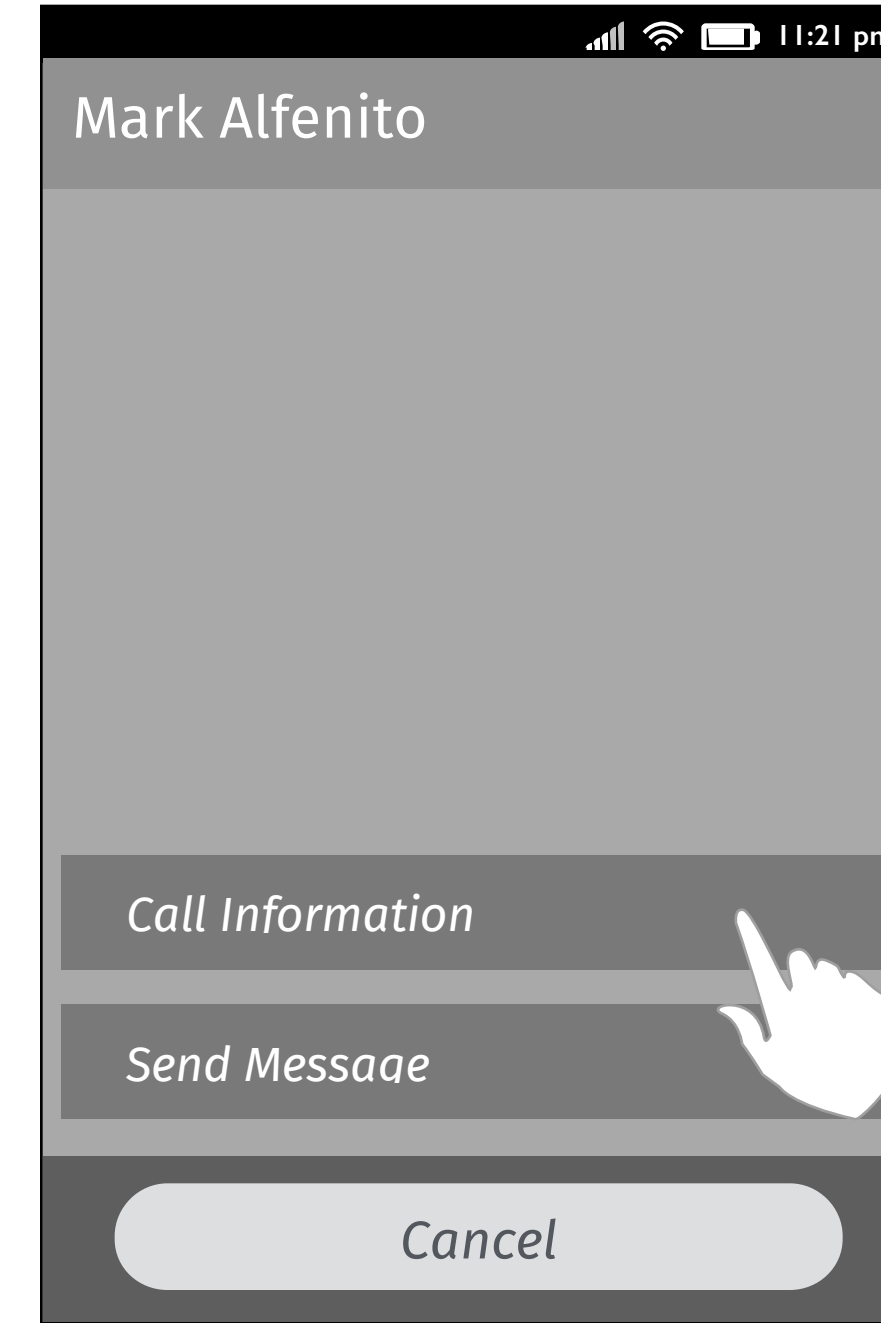 11:21 pm
Mark Alfenito
Call Information
Send Message
Cancel